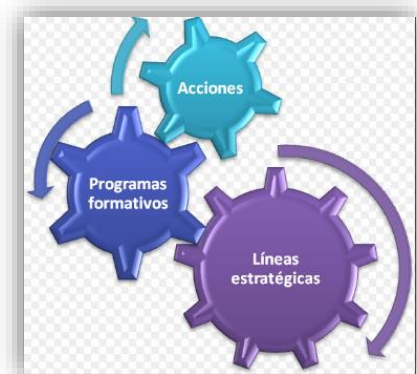 Acciones
Programas
formativos
Líneas
estratégicas